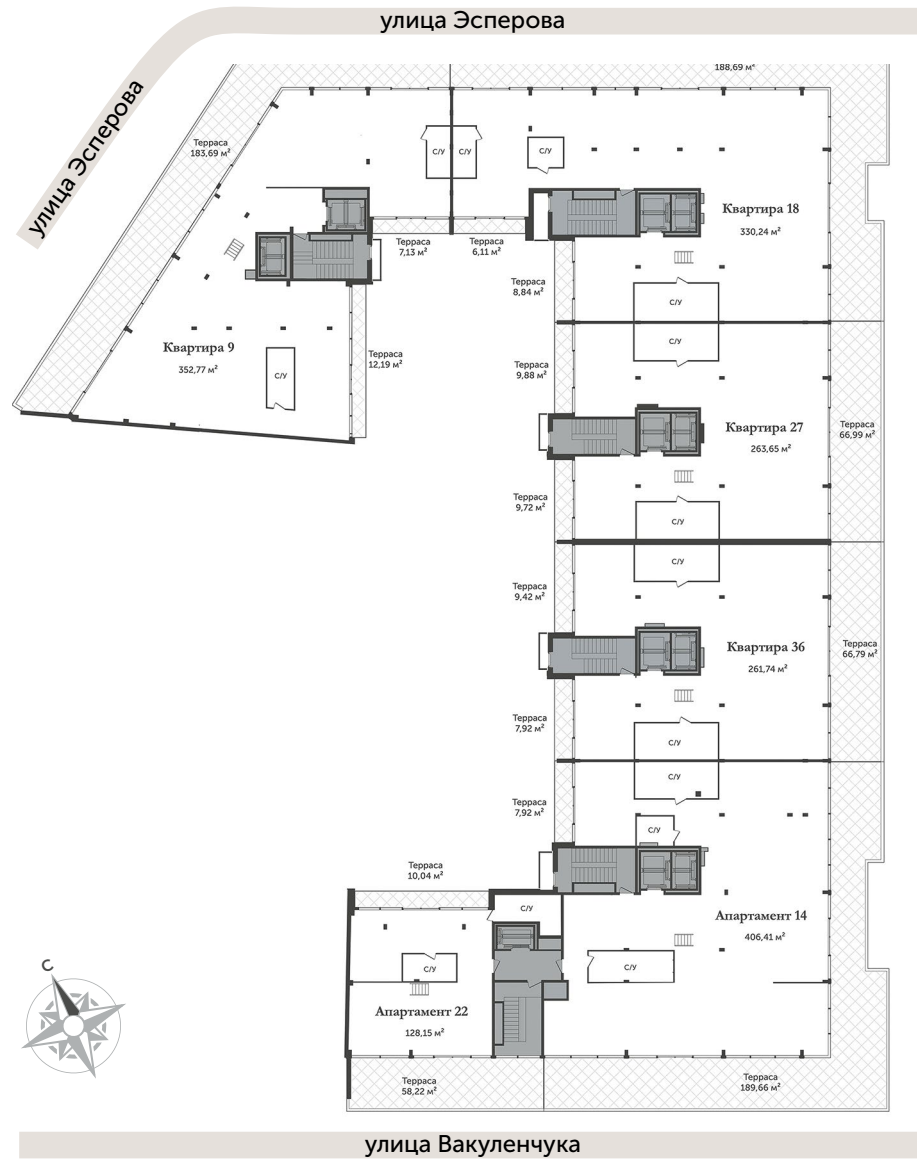 улица Эсперова
улица Эсперова
188,69 м²
Терраса
183,69 м²
С/У
С/У
С/У
Квартира 18
330,24 м²
Терраса
7,13 м²
Терраса
6,11 м²
Терраса
8,84 м²
С/У
Квартира 9
352,77 м²
Терраса
12,19 м²
С/У
С/У
Терраса
9,88 м²
Квартира 27
263,65 м²
Терраса
66,99 м²
Терраса
9,72 м²
С/У
С/У
Терраса
9,42 м²
Квартира 36
261,74 м²
Терраса
66,79 м²
Терраса
7,92 м²
С/У
С/У
Терраса
7,92 м²
С/У
Терраса
10,04 м²
С/У
Апартамент 14
406,41 м²
С/У
С/У
С
Апартамент 22
128,15 м²
Терраса
58,22 м²
Терраса
189,66 м²
улица Вакуленчука